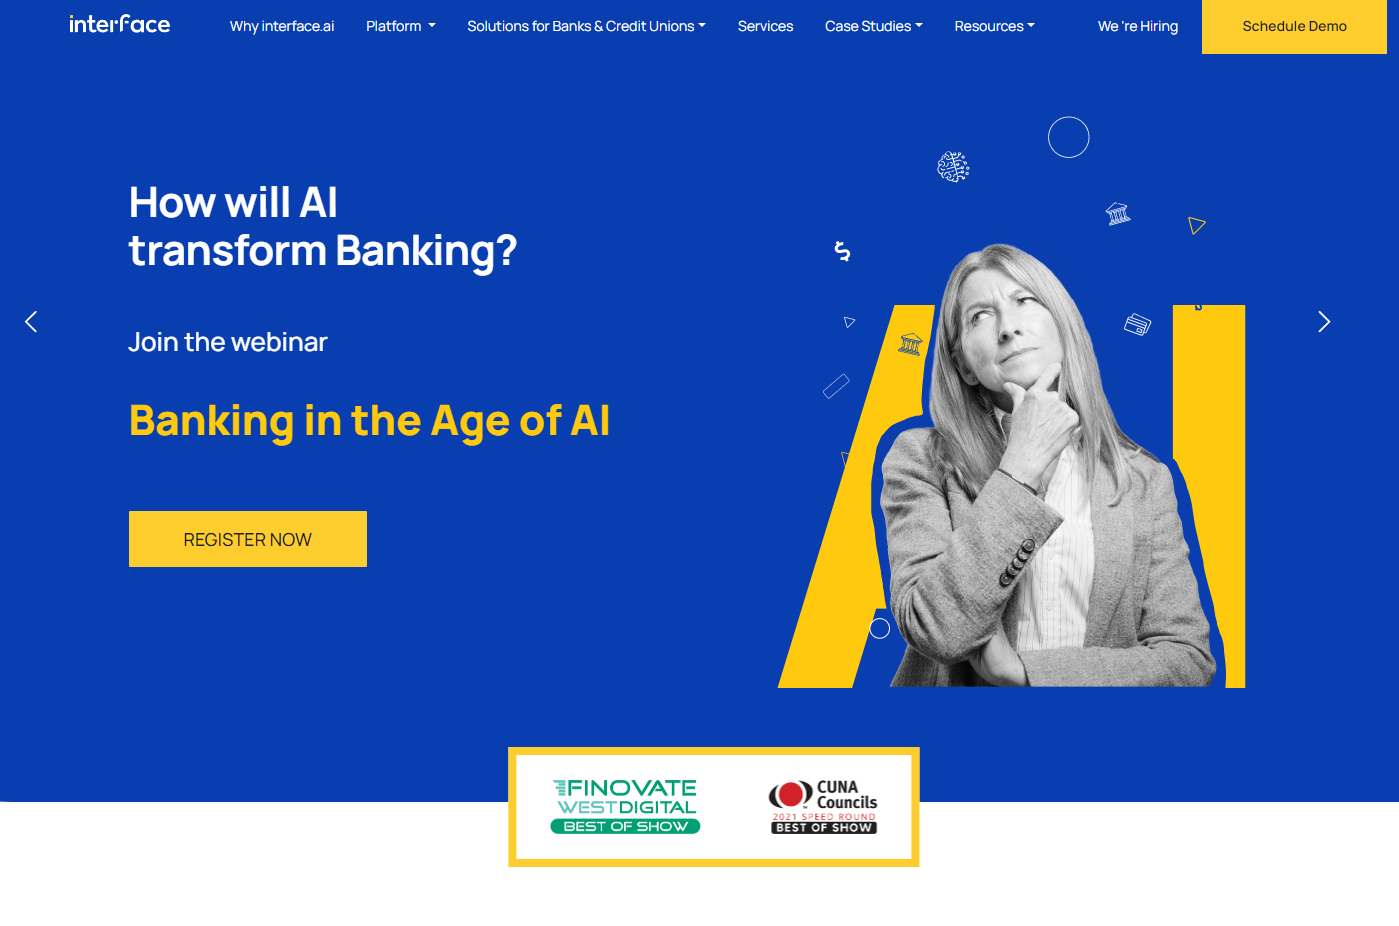 interface
Why interface.ai
Platform
Solutions for Banks & Credit Unions
Services
Case Studies
Resources
We 're Hiring
Schedule Demo
How will AI
transform Banking?
Join the webinar
Banking in the Age of AI
REGISTER NOW
AI
FINOVATE
WESTDIGITAL
BEST OF SHOW
CUNA
Councils
2021 SPEED ROUND
BEST OF SHOW